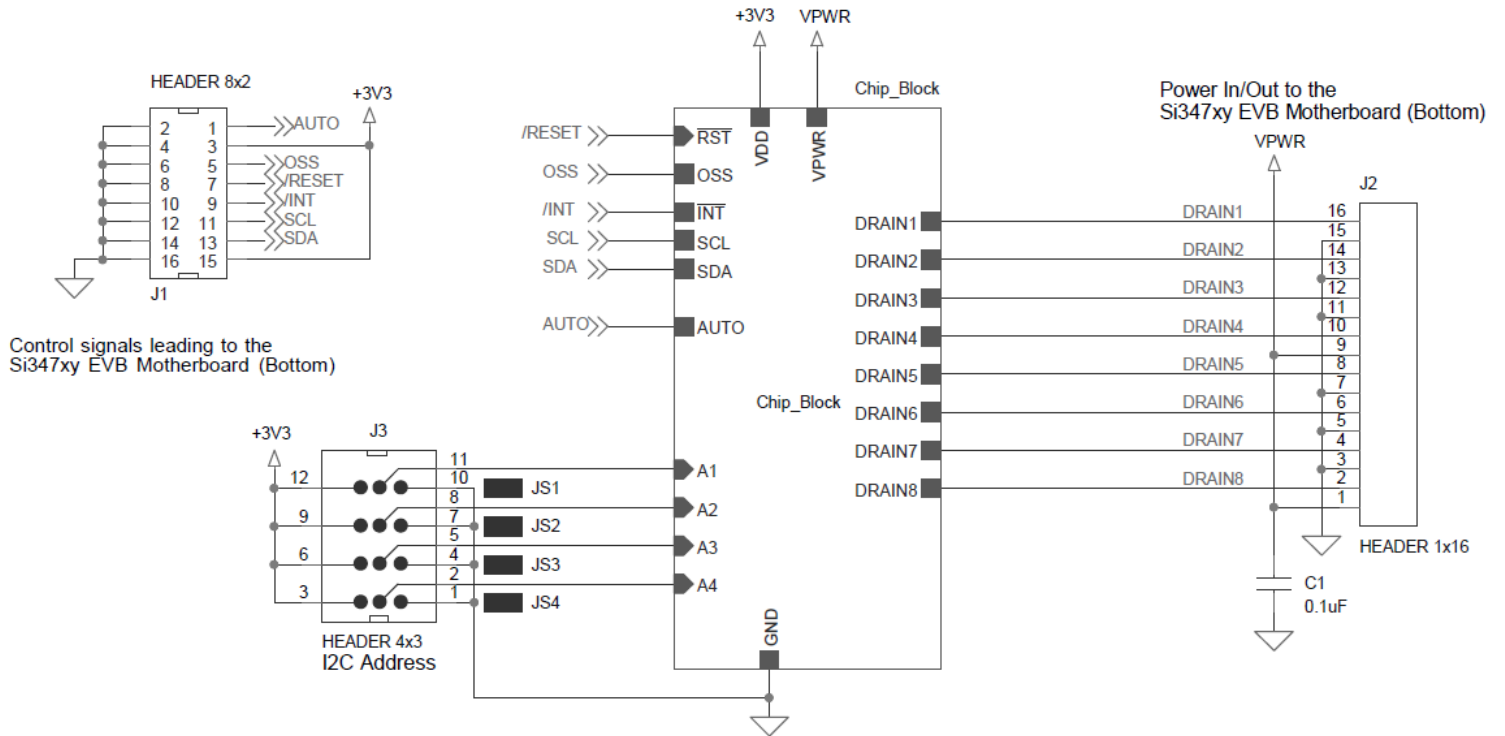 +3V3
VPWR
HEADER 8x2
+3V3
2 1 AUTO
4 3
6 5 OSS
8 7 /RESET
10 9 /INT
12 11 SCL
14 13 SDA
16 15
J1
Control signals leading to the
Si347xy EVB Motherboard (Bottom)
Chip_Block
VDD
VPWR
/RESET RST
OSS OSS
/INT INT
SCL SCL
SDA SDA
AUTO AUTO
Chip_Block
DRAIN1
DRAIN2
DRAIN3
DRAIN4
DRAIN5
DRAIN6
DRAIN7
DRAIN8
A1
A2
A3
A4
GND
Power In/Out to the
Si347xy EVB Motherboard (Bottom)
VPWR
J2
DRAIN1 16
15
DRAIN2 14
13
DRAIN3 12
11
DRAIN4 10
9
DRAIN5 8
7
DRAIN6 6
5
DRAIN7 4
3
DRAIN8 2
1
HEADER 1x16
C1
0.1uF
+3V3
J3
11
12 10 JS1
8
9 7 JS2
5
6 4 JS3
2
3 1 JS4
HEADER 4x3
I2C Address